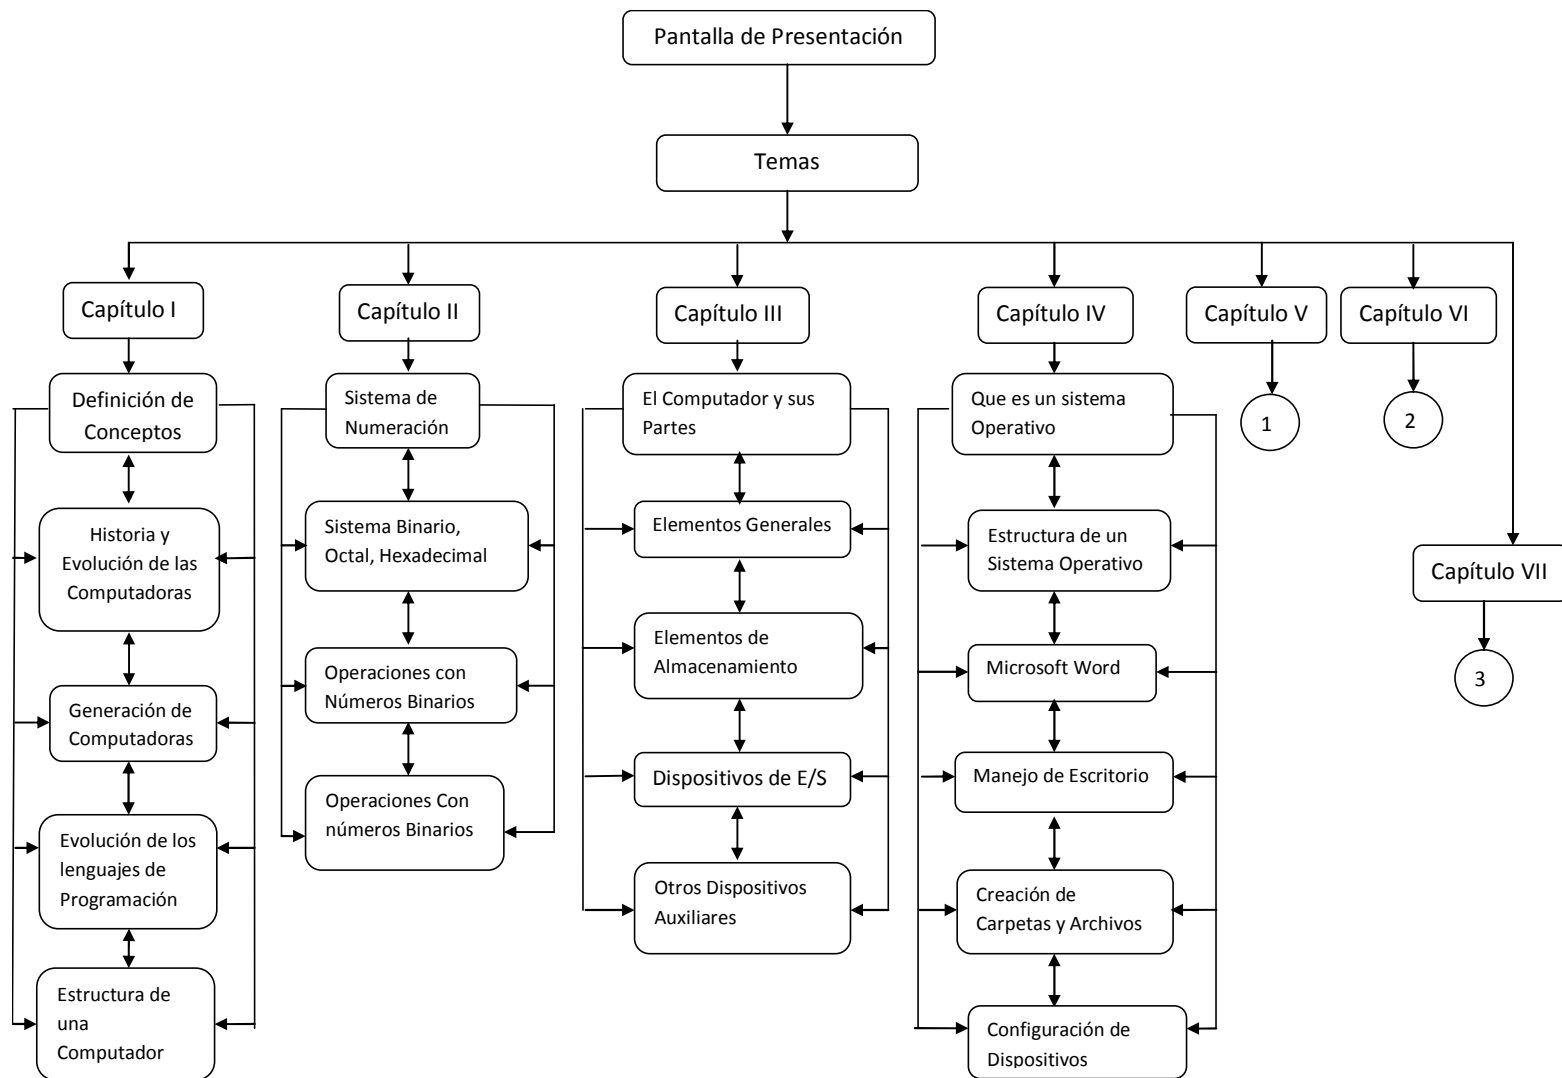 Pantalla de Presentación
Temas
Capítulo I
Capítulo II
Capítulo III
Capítulo IV
Capítulo V
Capítulo VI
Capítulo VII
Definición de
Conceptos
Historia y
Evolución de las
Computadoras
Generación de
Computadoras
Evolución de los
lenguajes de
Programación
Estructura de
una
Computador
Sistema de
Numeración
Sistema Binario,
Octal, Hexadecimal
Operaciones con
Números Binarios
Operaciones Con
números Binarios
El Computador y sus
Partes
Elementos Generales
Elementos de
Almacenamiento
Dispositivos de E/S
Otros Dispositivos
Auxiliares
Que es un sistema
Operativo
Estructura de un
Sistema Operativo
Microsoft Word
Manejo de Escritorio
Creación de
Carpetas y Archivos
Configuración de
Dispositivos
1
2
3